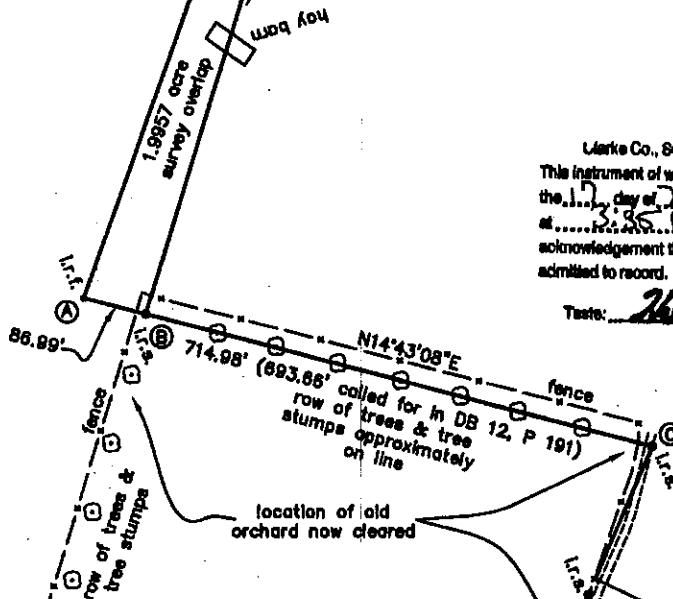 hay barn
1.9957 acre
survey overlap
Clarke Co., S
This instrument of w
the 17 day of
at 3:35
acknowledgement t
admitted to record.
Teste:
i.r.f.
A
86.99'
i.r.s.
B
N14°43'08"E
714.98' (693.66' called for in DB 12, P 191)
row of trees & tree
stumps approximately
on line
fence
C
i.r.s.
fence
location of old
orchard now cleared
row of trees &
tree stumps
i.r.s.